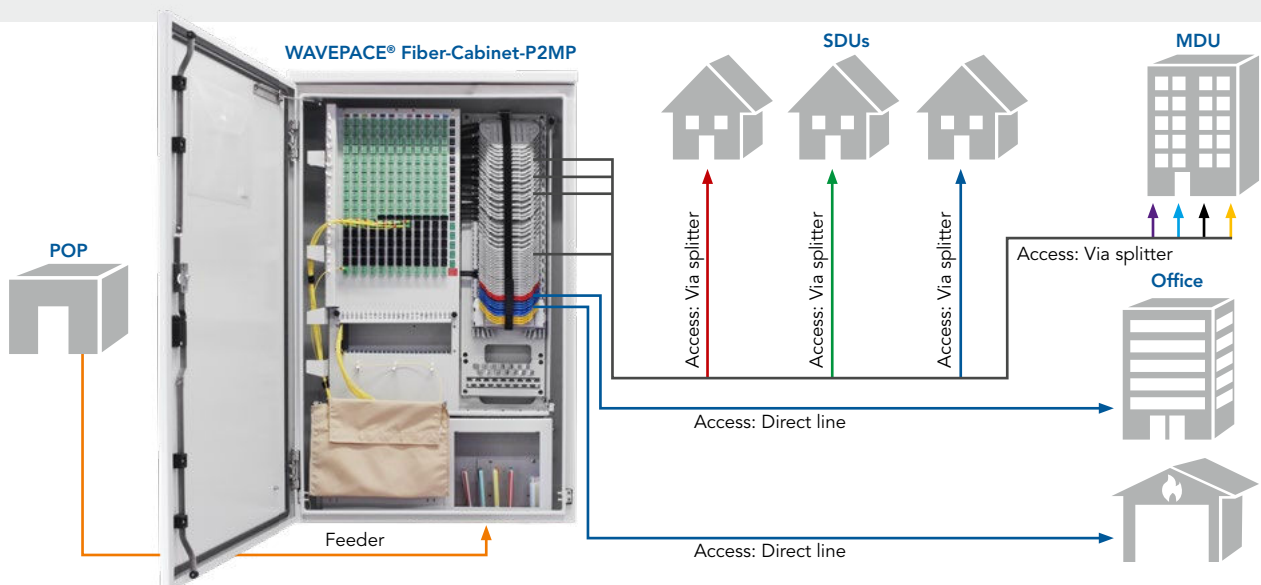 WAVEPACE® Fiber-Cabinet-P2MP
SDUs
MDU
POP
Access: Via splitter
Access: Via splitter
Access: Via splitter
Access: Via splitter
Office
Access: Direct line
Feeder
Access: Direct line